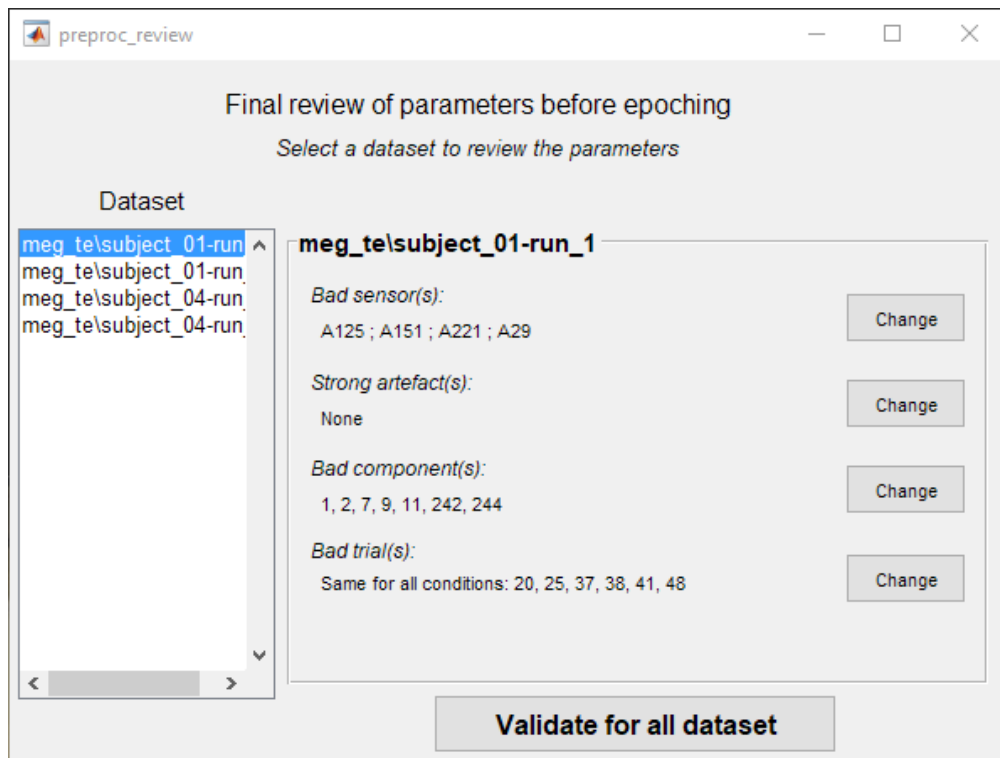 preproc_review
Final review of parameters before epoching
Select a dataset to review the parameters
Dataset
meg_te\subject_01-run
meg_te\subject_01-run_
meg_te\subject_04-run_
meg_te\subject_04-run_
meg_te\subject_01-run_1
Bad sensor(s):
A125 ; A151 ; A221 ; A29
Change
Strong artefact(s):
None
Change
Bad component(s):
1, 2, 7, 9, 11, 242, 244
Change
Bad trial(s):
Same for all conditions: 20, 25, 37, 38, 41, 48
Change
Validate for all dataset